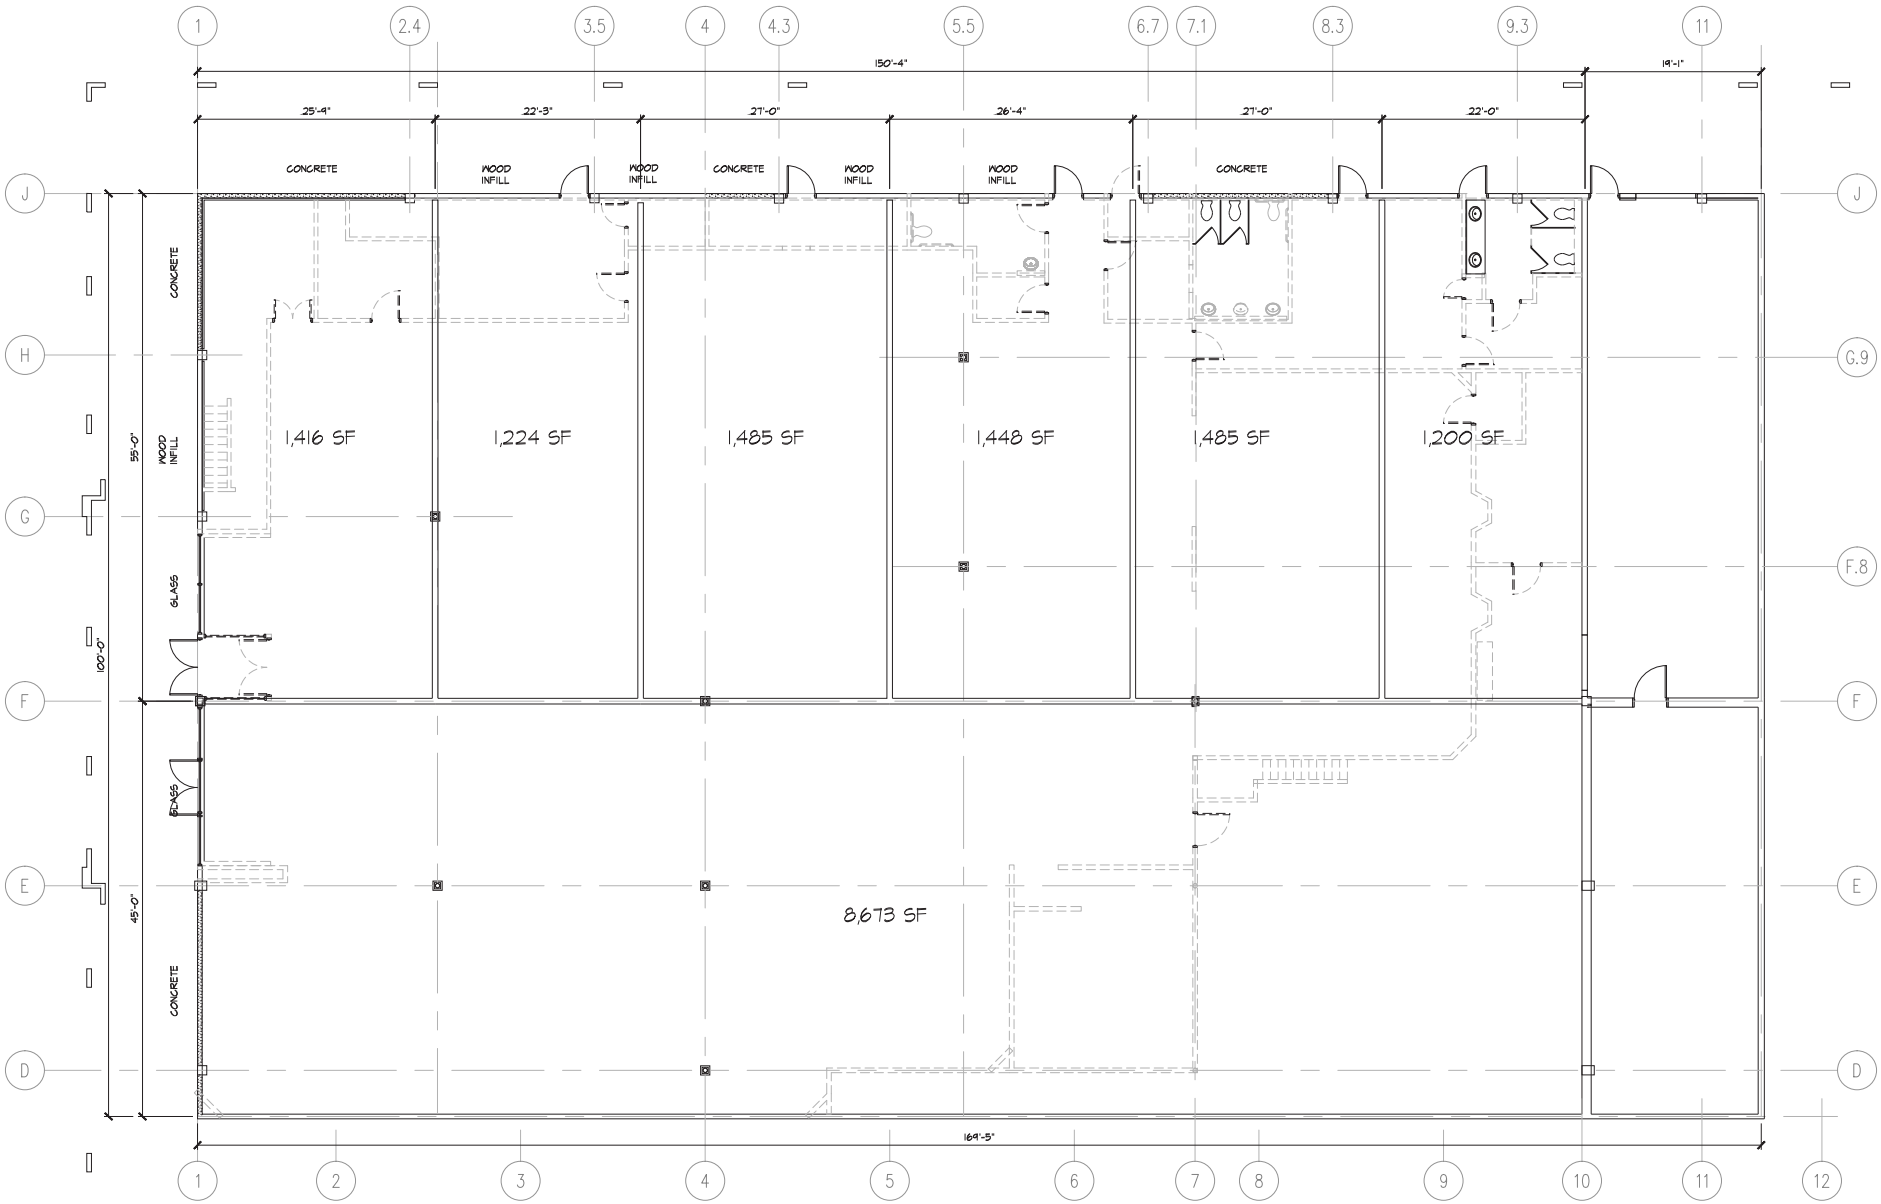 1
2.4
3.5
4
4.3
5.5
6.7
7.1
8.3
9.3
11
150'-4"
19'-1"
25'-9"
22'-3"
27'-0"
26'-4"
27'-0"
22'-0"
CONCRETE
WOOD
INFILL
WOOD
INFILL
CONCRETE
WOOD
INFILL
WOOD
INFILL
CONCRETE
J
J
CONCRETE
H
G.9
55'-0"
WOOD
INFILL
1,416 SF
1,224 SF
1,485 SF
1,448 SF
1,485 SF
1,200 SF
G
F.8
GLASS
100'-0"
F
F
GLASS
E
E
45'-0"
8,673 SF
CONCRETE
D
D
169'-5"
1
2
3
4
5
6
7
8
9
10
11
12